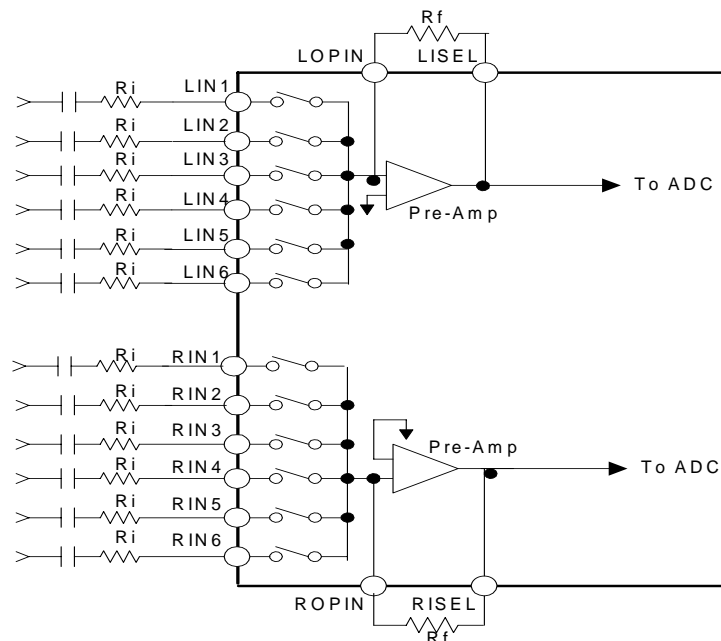 Rf
LOPIN LISEL
Ri LIN1
Ri LIN2
Ri LIN3
To ADC
Ri LIN4
Pre-Amp
Ri LIN5
Ri LIN6
Ri RIN1
Ri RIN2
Ri RIN3
Pre-Amp
Ri RIN4
To ADC
Ri RIN5
Ri RIN6
ROPIN RISEL
Rf